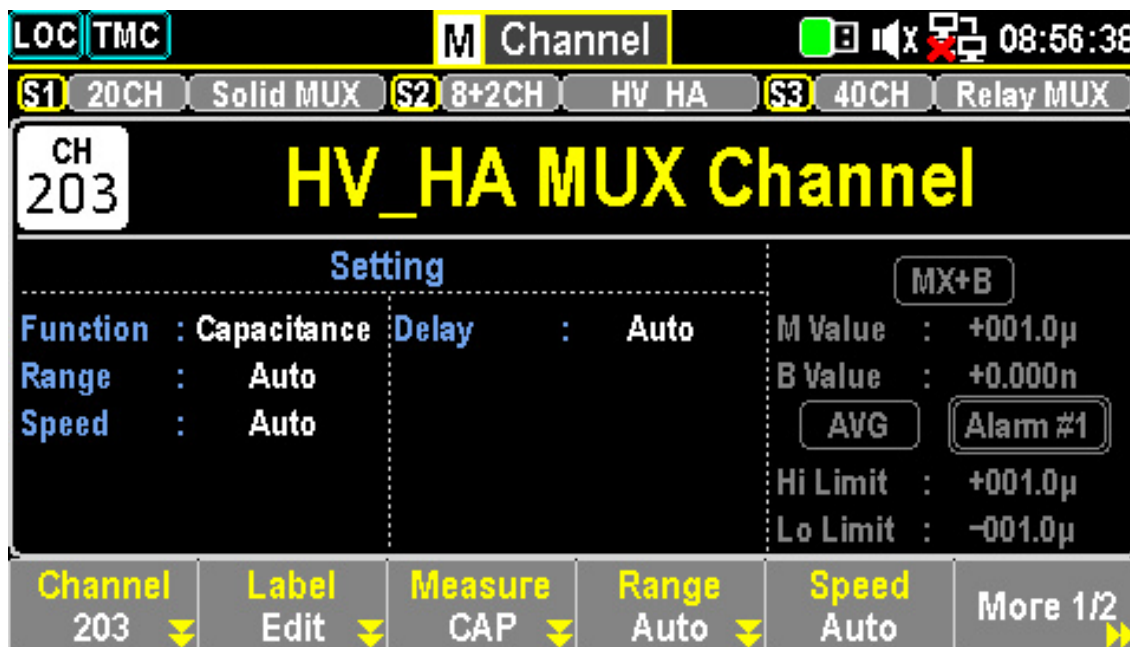 LOC TMC M Channel 08:56:38
S1 20CH Solid MUX S2 8+2CH HV_HA S3 40CH Relay MUX
CH
203
HV_HA MUX Channel
Setting
Function : Capacitance
Range : Auto
Speed : Auto
Delay : Auto
MX+B
M Value : +001.0µ
B Value : +0.000n
AVG Alarm #1
Hi Limit : +001.0µ
Lo Limit : -001.0µ
Channel
203
Label
Edit
Measure
CAP
Range
Auto
Speed
Auto
More 1/2